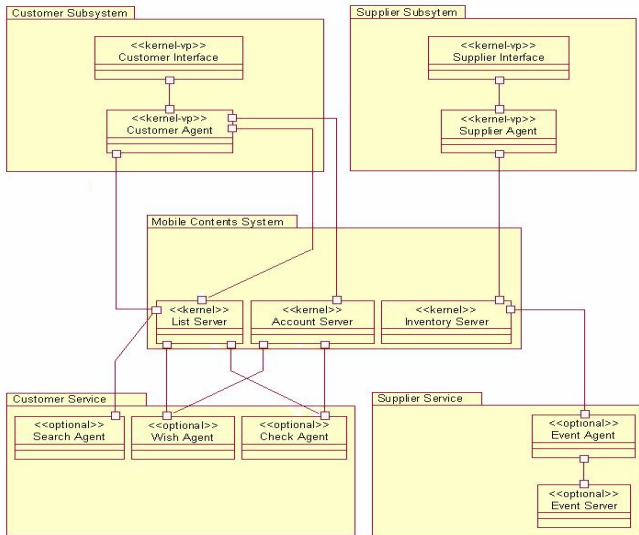 Customer Subsystem
<<kernel-vp>>
Customer Interface
<<kernel-vp>>
Customer Agent
Supplier Subsytem
<<kernel-vp>>
Supplier Interface
<<kernel-vp>>
Supplier Agent
Mobile Contents System
<<kernel>>
List Server
<<kernel>>
Account Server
<<kernel>>
Inventory Server
Customer Service
<<optional>>
Search Agent
<<optional>>
Wish Agent
<<optional>>
Check Agent
Supplier Service
<<optional>>
Event Agent
<<optional>>
Event Server